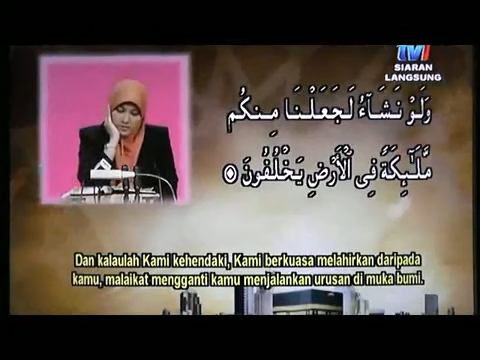 TV1
SIARAN
LANGSUNG
وَلَوْ نَشَآءُ لَجَعَلْنَا مِنكُم
مَّلَـٰٓئِكَةً فِى ٱلْأَرْضِ يَخْلُفُونَ
Dan kalaulah Kami kehendaki, Kami berkuasa melahirkan daripada
kamu, malaikat mengganti kamu menjalankan urusan di muka bumi.